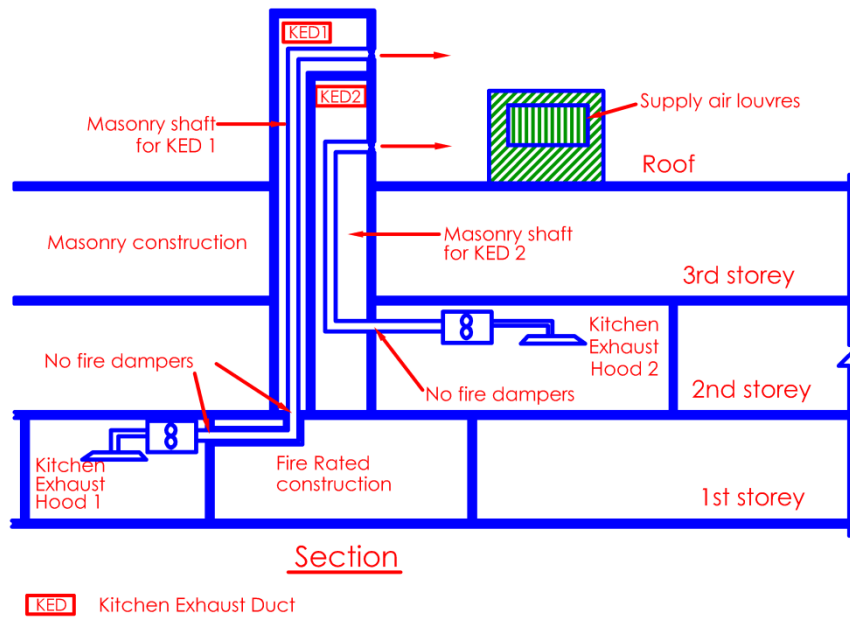 KED1
KED2
Masonry shaft
for KED 1
Supply air louvres
Roof
Masonry construction
Masonry shaft
for KED 2
3rd storey
Kitchen
Exhaust
Hood 2
No fire dampers
No fire dampers
2nd storey
Kitchen
Exhaust
Hood 1
Fire Rated
construction
1st storey
Section
KED Kitchen Exhaust Duct